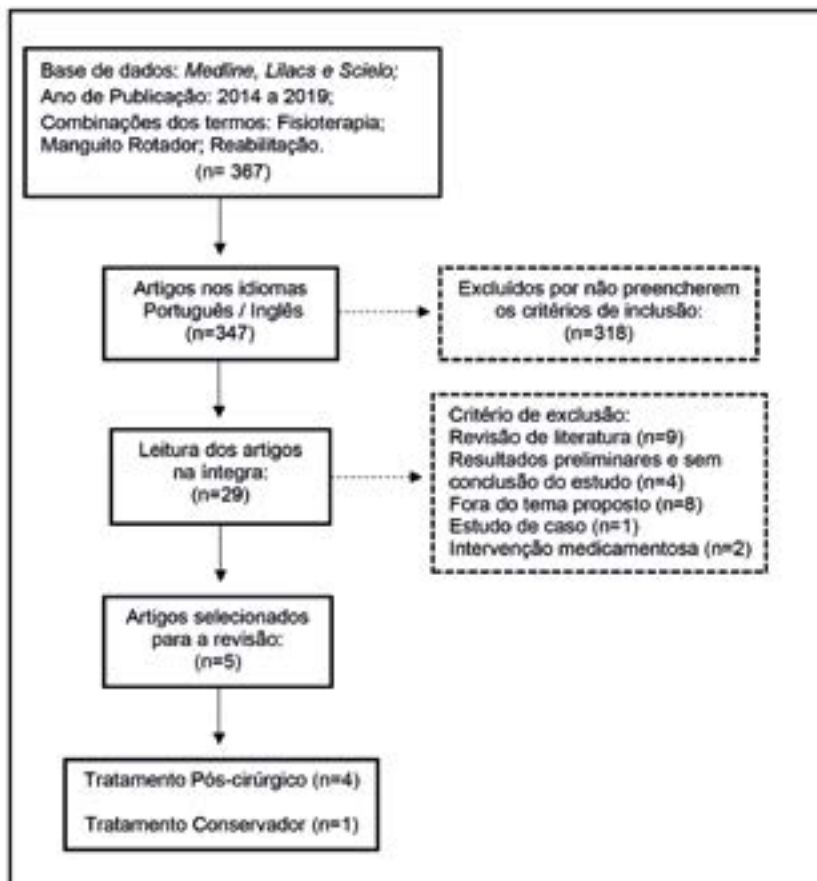 Base de dados: Medline, Lilacs e Scielo;
Ano de Publicação: 2014 a 2019;
Combinações dos termos: Fisioterapia;
Manguito Rotador; Reabilitação.
(n= 367)
Artigos nos idiomas
Português / Inglês
(n=347)
Excluídos por não preencherem
os critérios de inclusão:
(n=318)
Leitura dos artigos
na íntegra:
(n=29)
Critério de exclusão:
Revisão de literatura (n=9)
Resultados preliminares e sem
conclusão do estudo (n=4)
Fora do tema proposto (n=8)
Estudo de caso (n=1)
Intervenção medicamentosa (n=2)
Artigos selecionados
para a revisão:
(n=5)
Tratamento Pós-cirúrgico (n=4)
Tratamento Conservador (n=1)